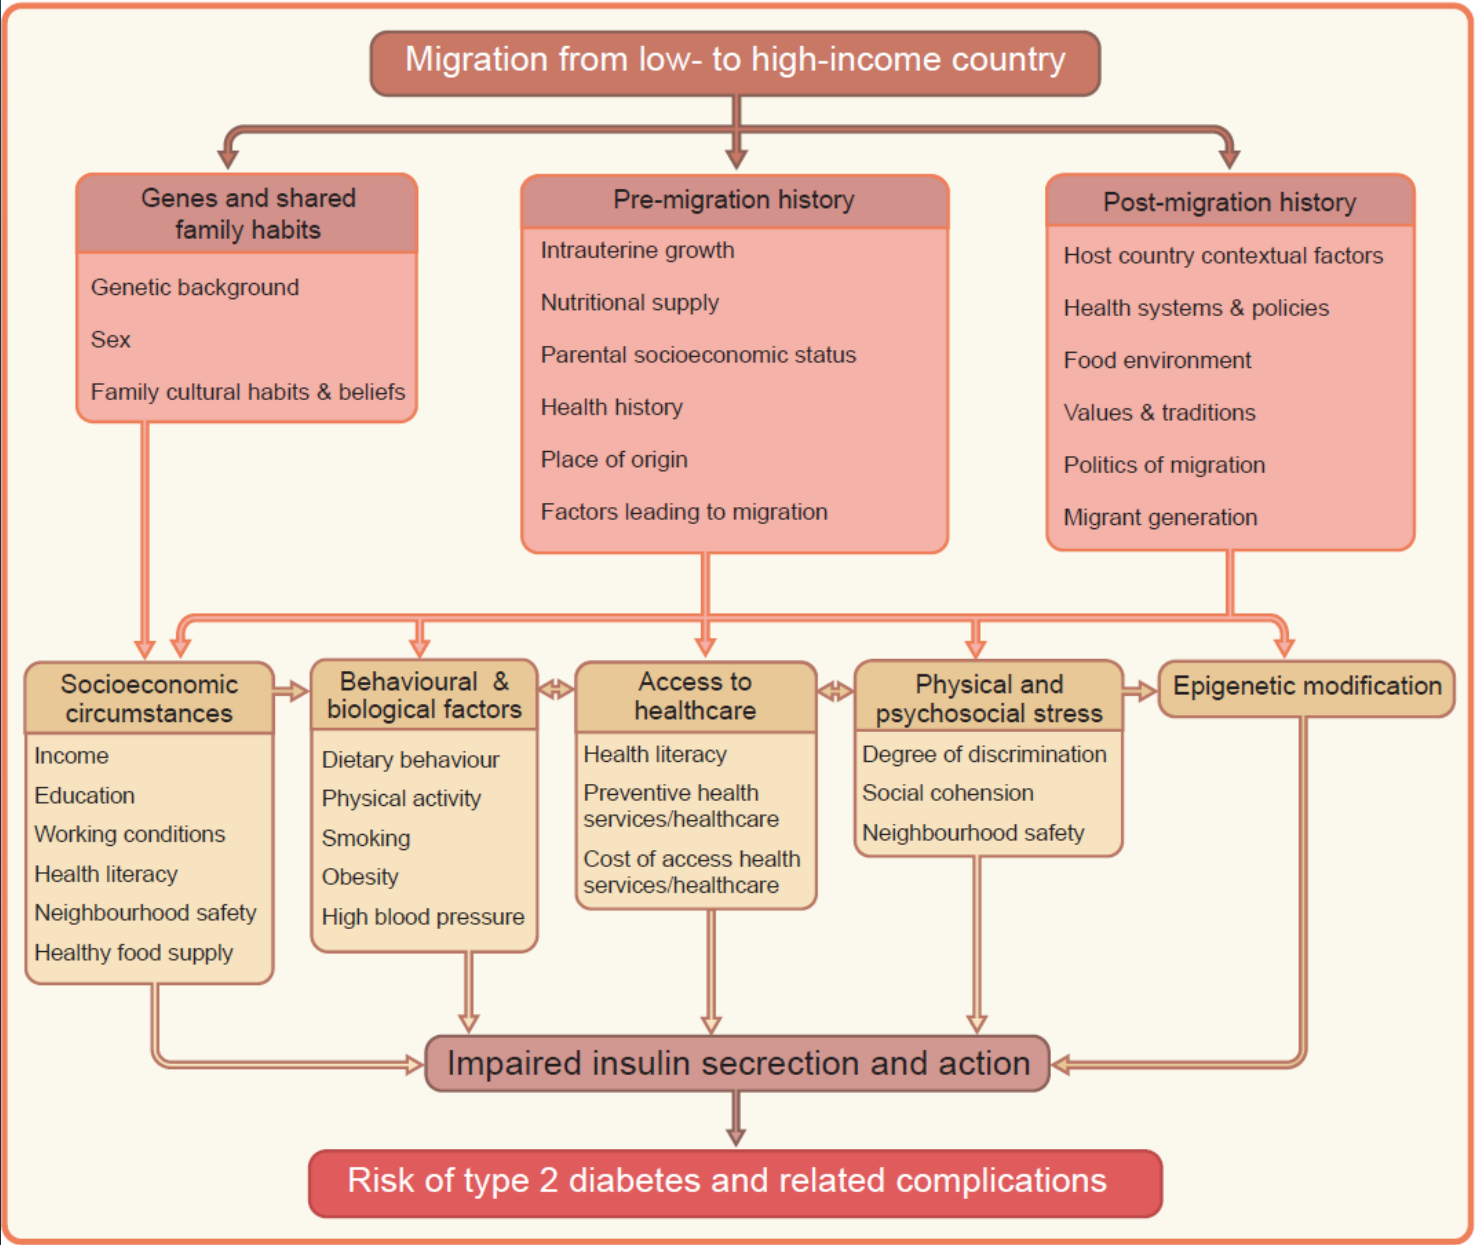 Migration from low- to high-income country
Genes and shared
family habits
Genetic background
Sex
Family cultural habits & beliefs
Pre-migration history
Intrauterine growth
Nutritional supply
Parental socioeconomic status
Health history
Place of origin
Factors leading to migration
Post-migration history
Host country contextual factors
Health systems & policies
Food environment
Values & traditions
Politics of migration
Migrant generation
Socioeconomic
circumstances
Income
Education
Working conditions
Health literacy
Neighbourhood safety
Healthy food supply
Behavioural &
biological factors
Dietary behaviour
Physical activity
Smoking
Obesity
High blood pressure
Access to
healthcare
Health literacy
Preventive health
services/healthcare
Cost of access health
services/healthcare
Physical and
psychosocial stress
Degree of discrimination
Social cohension
Neighbourhood safety
Epigenetic modification
Impaired insulin secrection and action
Risk of type 2 diabetes and related complications